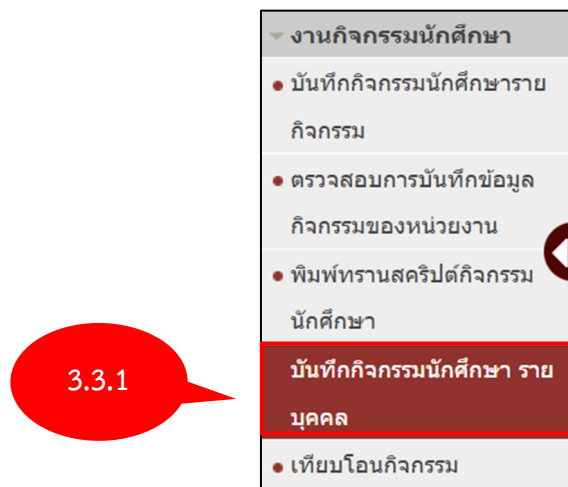 งานกิจกรรมนักศึกษา
บันทึกกิจกรรมนักศึกษาราย
กิจกรรม
ตรวจสอบการบันทึกข้อมูล
กิจกรรมของหน่วยงาน
พิมพ์ทรานสคริปต์กิจกรรม
นักศึกษา
3.3.1
บันทึกกิจกรรมนักศึกษา ราย
บุคคล
เทียบโอนกิจกรรม